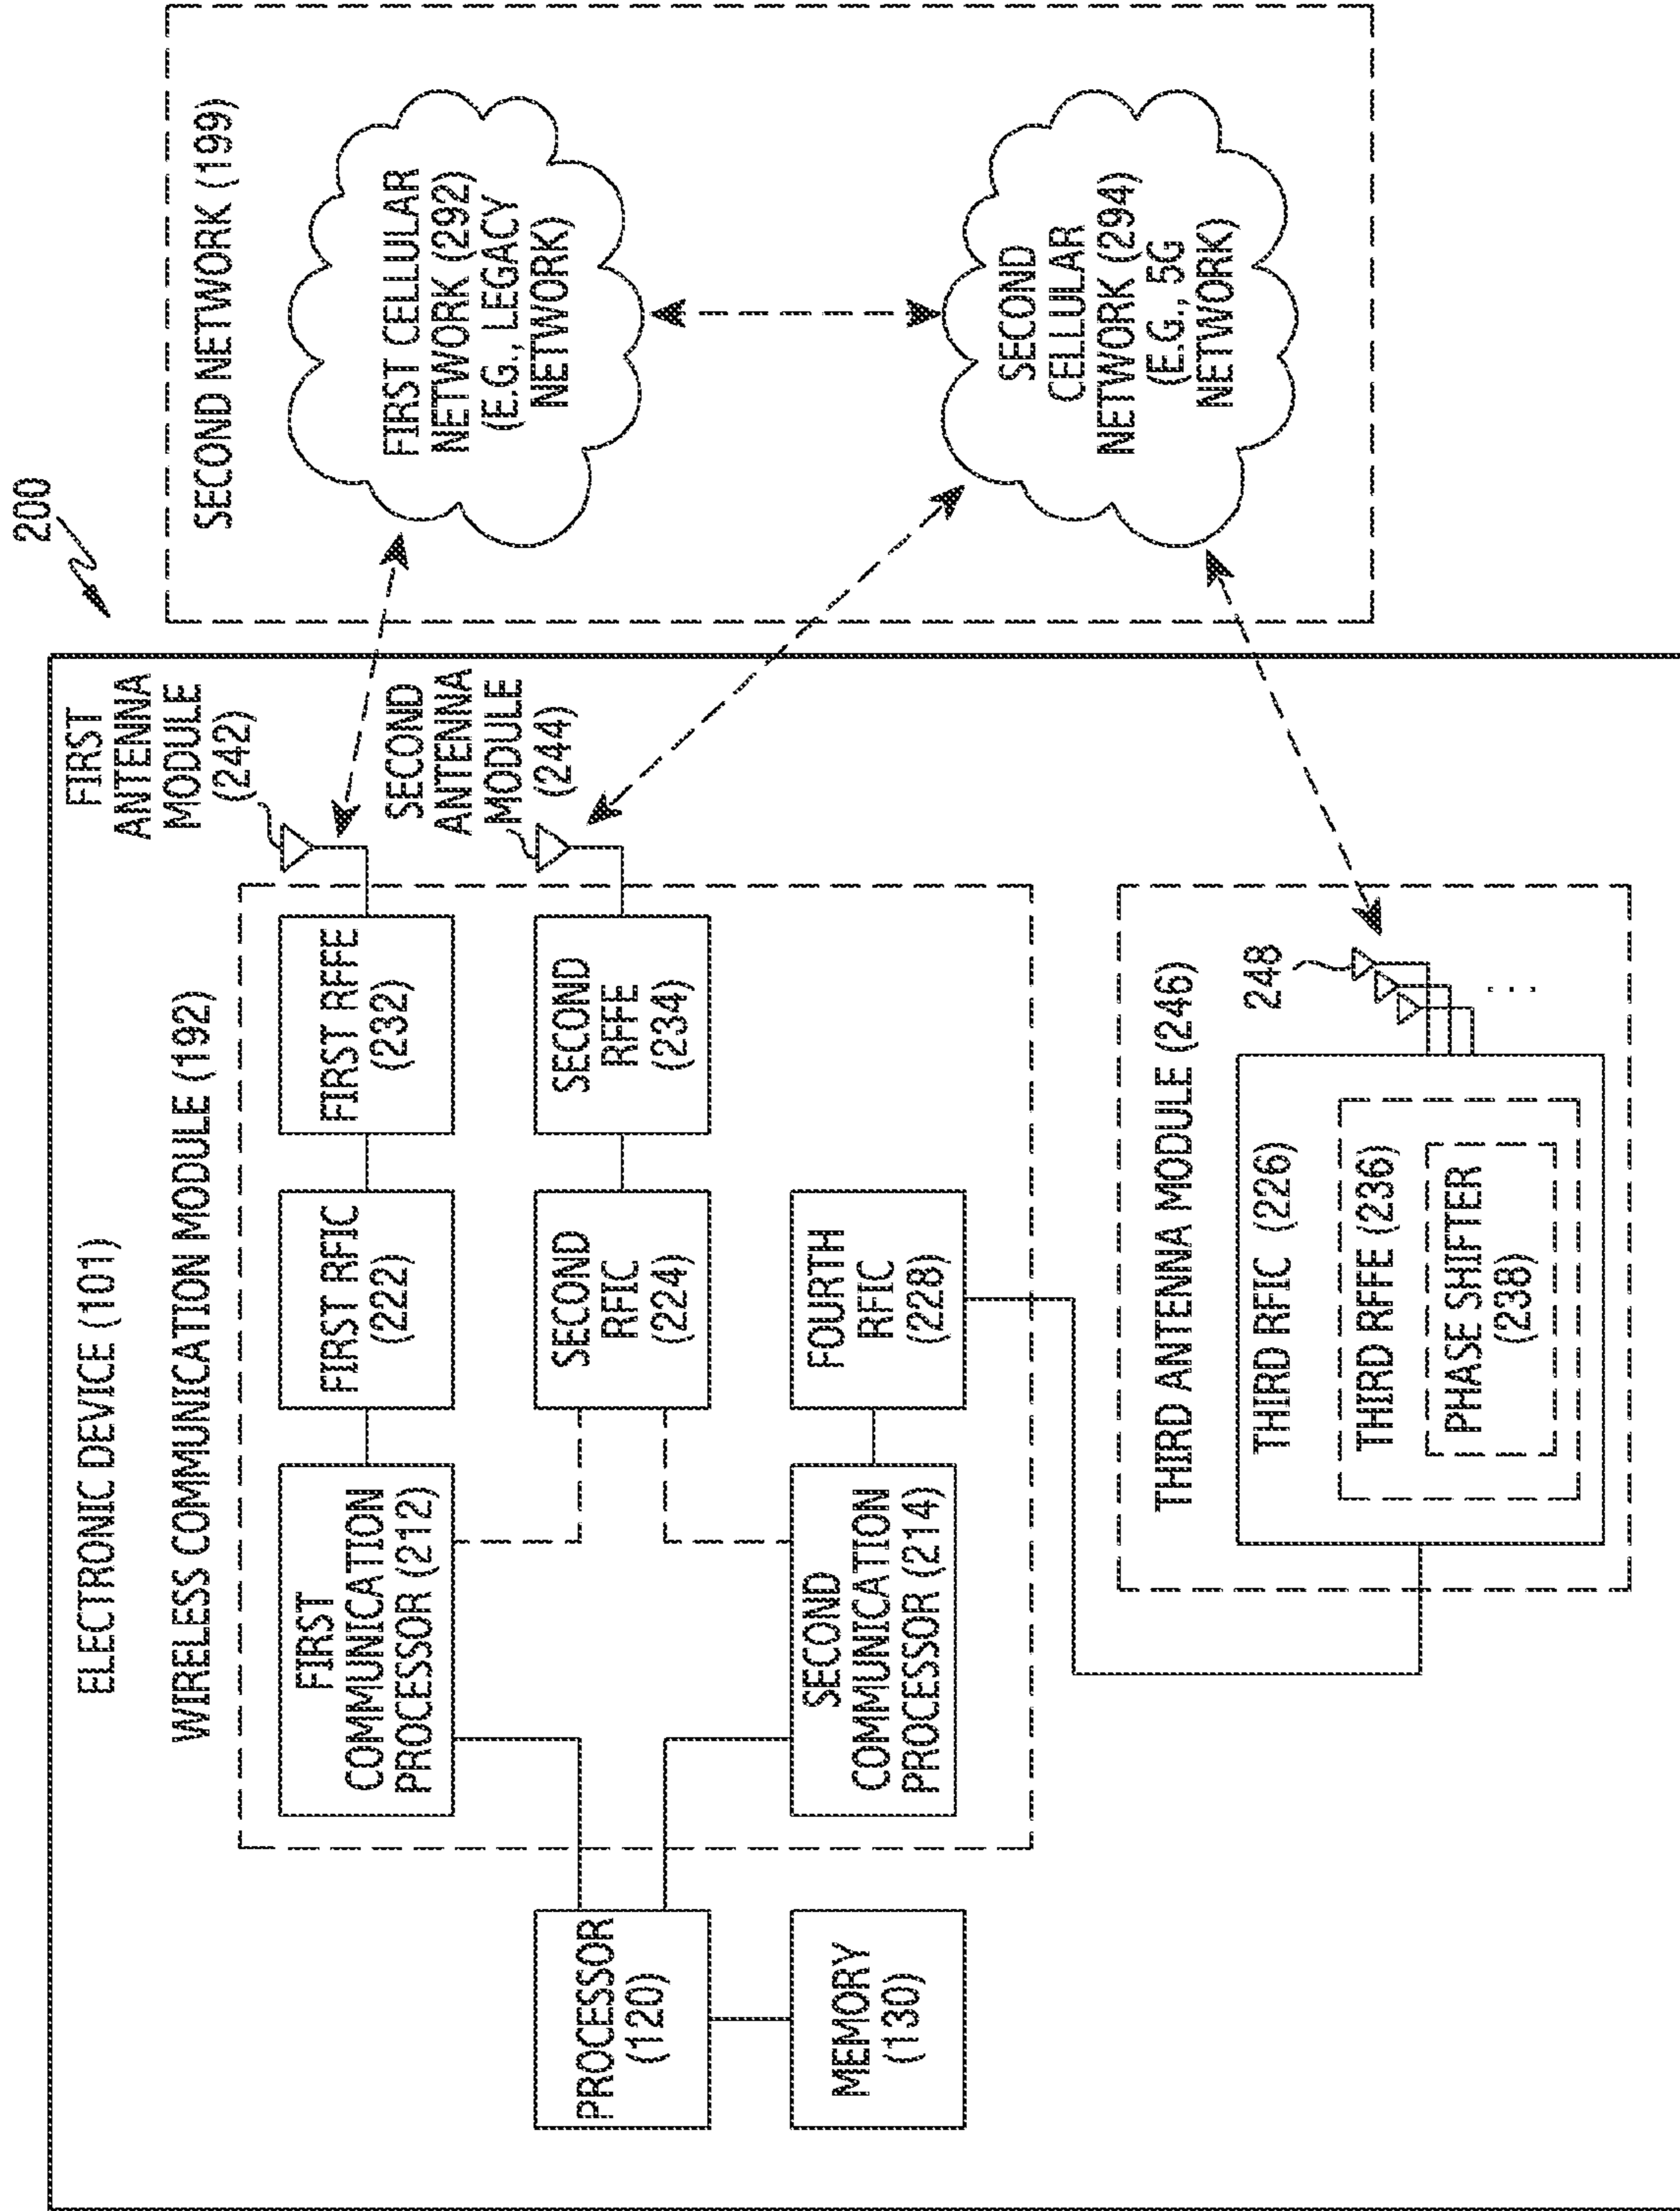 200
ELECTRONIC DEVICE (101)
WIRELESS COMMUNICATION MODULE (192)
FIRST
ANTENNA
MODULE
(242)
SECOND NETWORK (199)
FIRST
COMMUNICATION
PROCESSOR (212)
FIRST RFIC
(222)
FIRST RFFE
(232)
SECOND
ANTENNA
MODULE
(244)
FIRST CELLULAR
NETWORK (292)
(E.G., LEGACY
NETWORK)
PROCESSOR
(120)
SECOND
RFIC
(224)
SECOND
RFFE
(234)
MEMORY
(130)
SECOND
COMMUNICATION
PROCESSOR (214)
FOURTH
RFIC
(228)
SECOND
CELLULAR
NETWORK (294)
(E.G., 5G
NETWORK)
THIRD ANTENNA MODULE (246)
248
THIRD RFIC (226)
THIRD RFFE (236)
PHASE SHIFTER
(238)
...